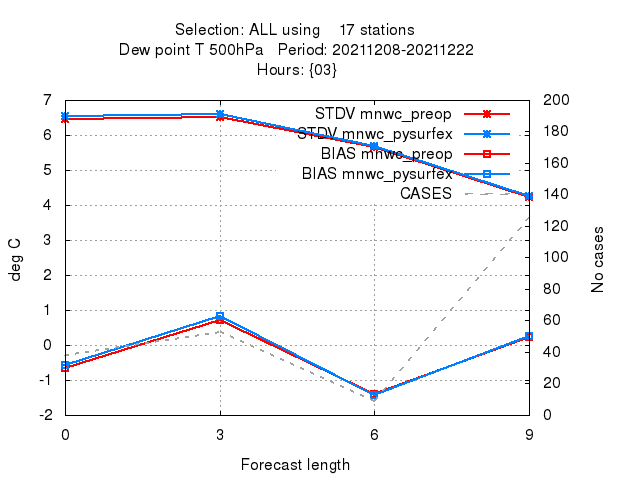 Selection: ALL using    17 stations
Dew point T 500hPa   Period: 20211208-20211222
Hours: {03}
7
6
5
4
3
2
1
0
-1
-2
200
180
160
140
120
100
80
60
40
20
0
0
3
6
9
deg C
No cases
Forecast length
STDV mnwc_preop
STDV mnwc_pysurfex
BIAS mnwc_preop
BIAS mnwc_pysurfex
CASES